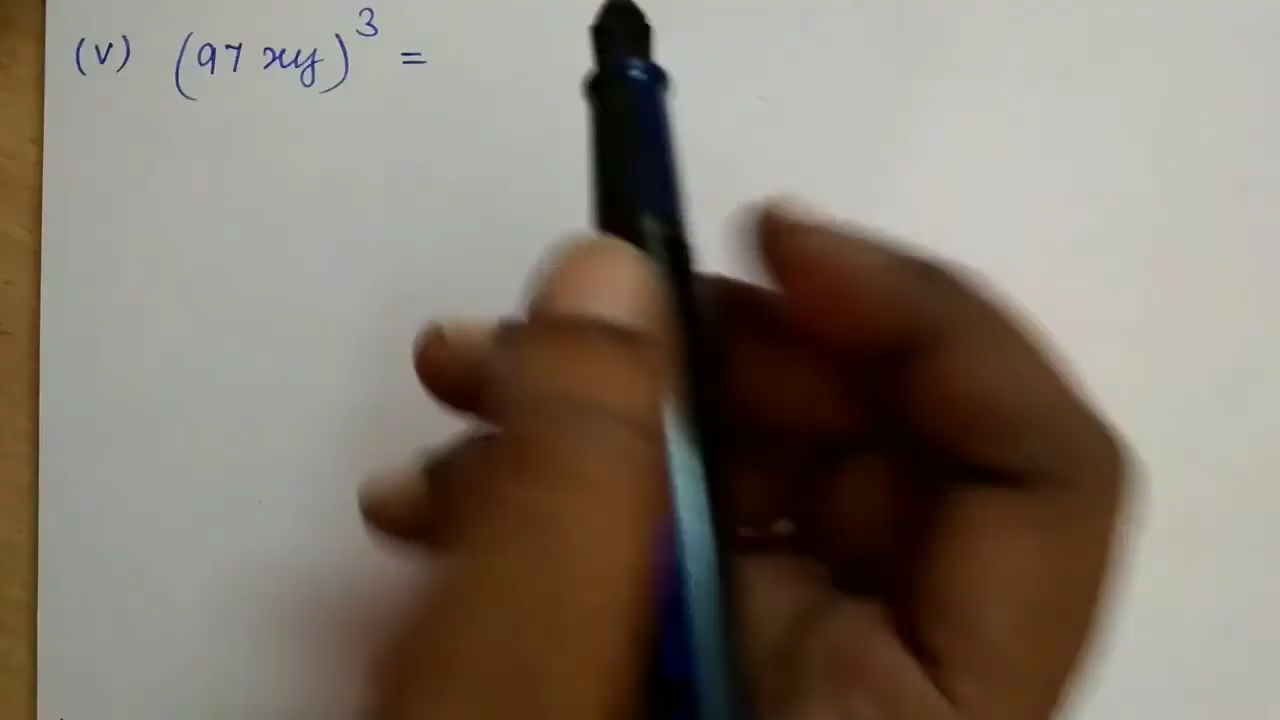 (v) (97 xy)³ =